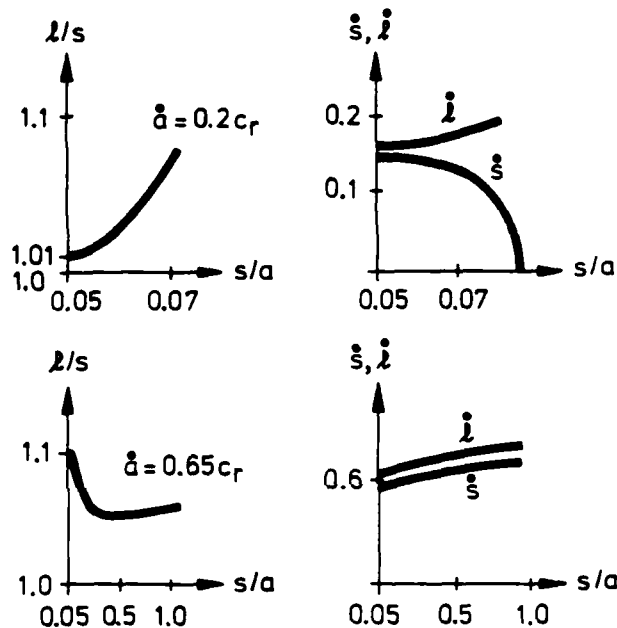 ℓ/s
1.1
ȧ = 0.2cᵣ
1.01
1.0
0.05 0.07
s/a
ṡ, ℓ̇
0.2
0.1
ℓ̇
ṡ
0.05 0.07
s/a
ℓ/s
1.1
ȧ = 0.65cᵣ
1.0
0.05 0.5 1.0
s/a
ṡ, ℓ̇
0.6
ℓ̇
ṡ
0.05 0.5 1.0
s/a